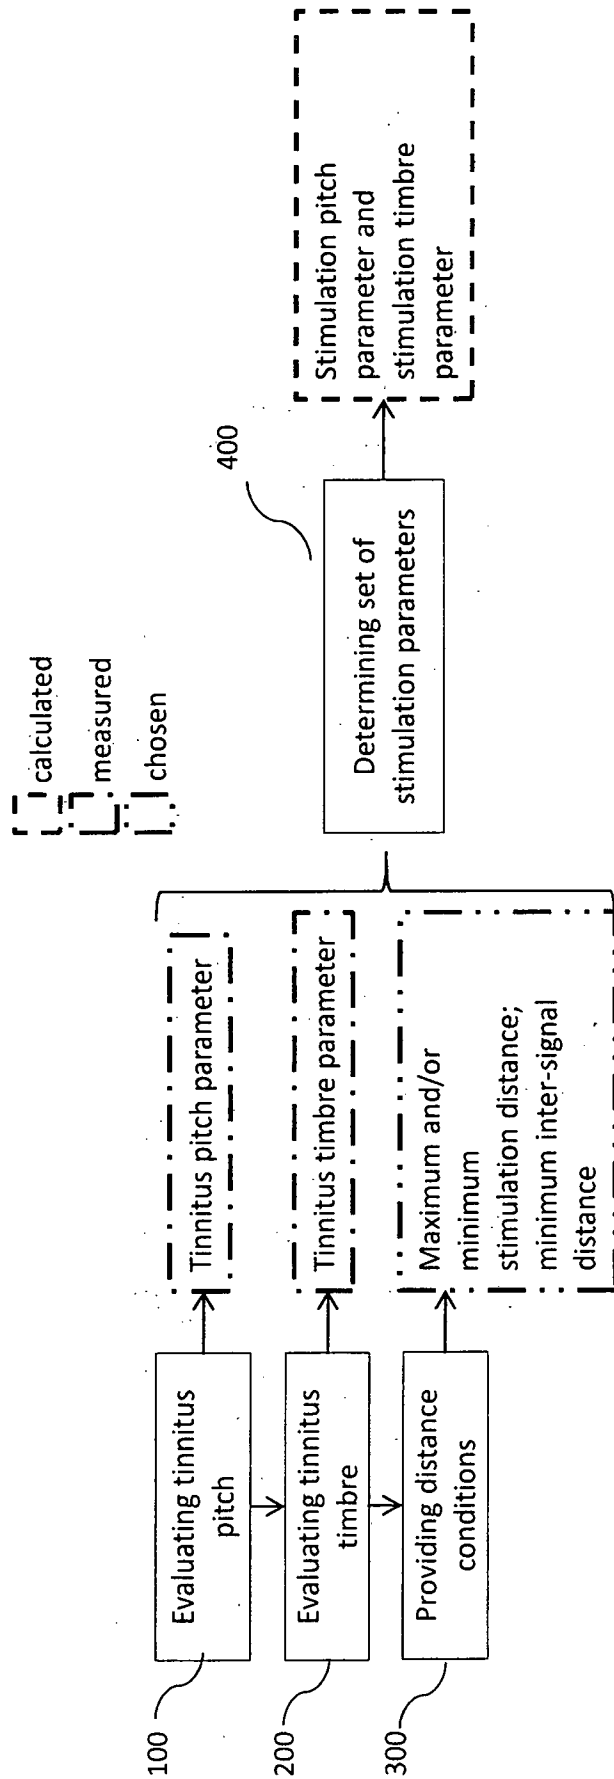 calculated
measured
chosen
100
Evaluating tinnitus
pitch
Tinnitus pitch parameter
200
Evaluating tinnitus
timbre
Tinnitus timbre parameter
300
Providing distance
conditions
Maximum and/or
minimum
stimulation distance;
minimum inter-signal
distance
400
Determining set of
stimulation parameters
Stimulation pitch
parameter and
stimulation timbre
parameter